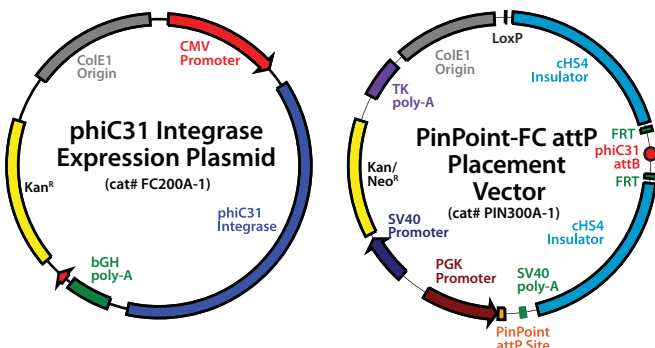 CMV
Promoter
ColE1
Origin
phiC31 Integrase
Expression Plasmid
(cat# FC200A-1)
KanR
phiC31
Integrase
bGH
poly-A
LoxP
cHS4
Insulator
ColE1
Origin
TK
poly-A
FRT
phiC31
attB
FRT
PinPoint-FC attP
Placement
Vector
(cat# PIN300A-1)
Kan/
NeoR
SV40
Promoter
cHS4
Insulator
PGK
Promoter
SV40
poly-A
PinPoint
attP Site